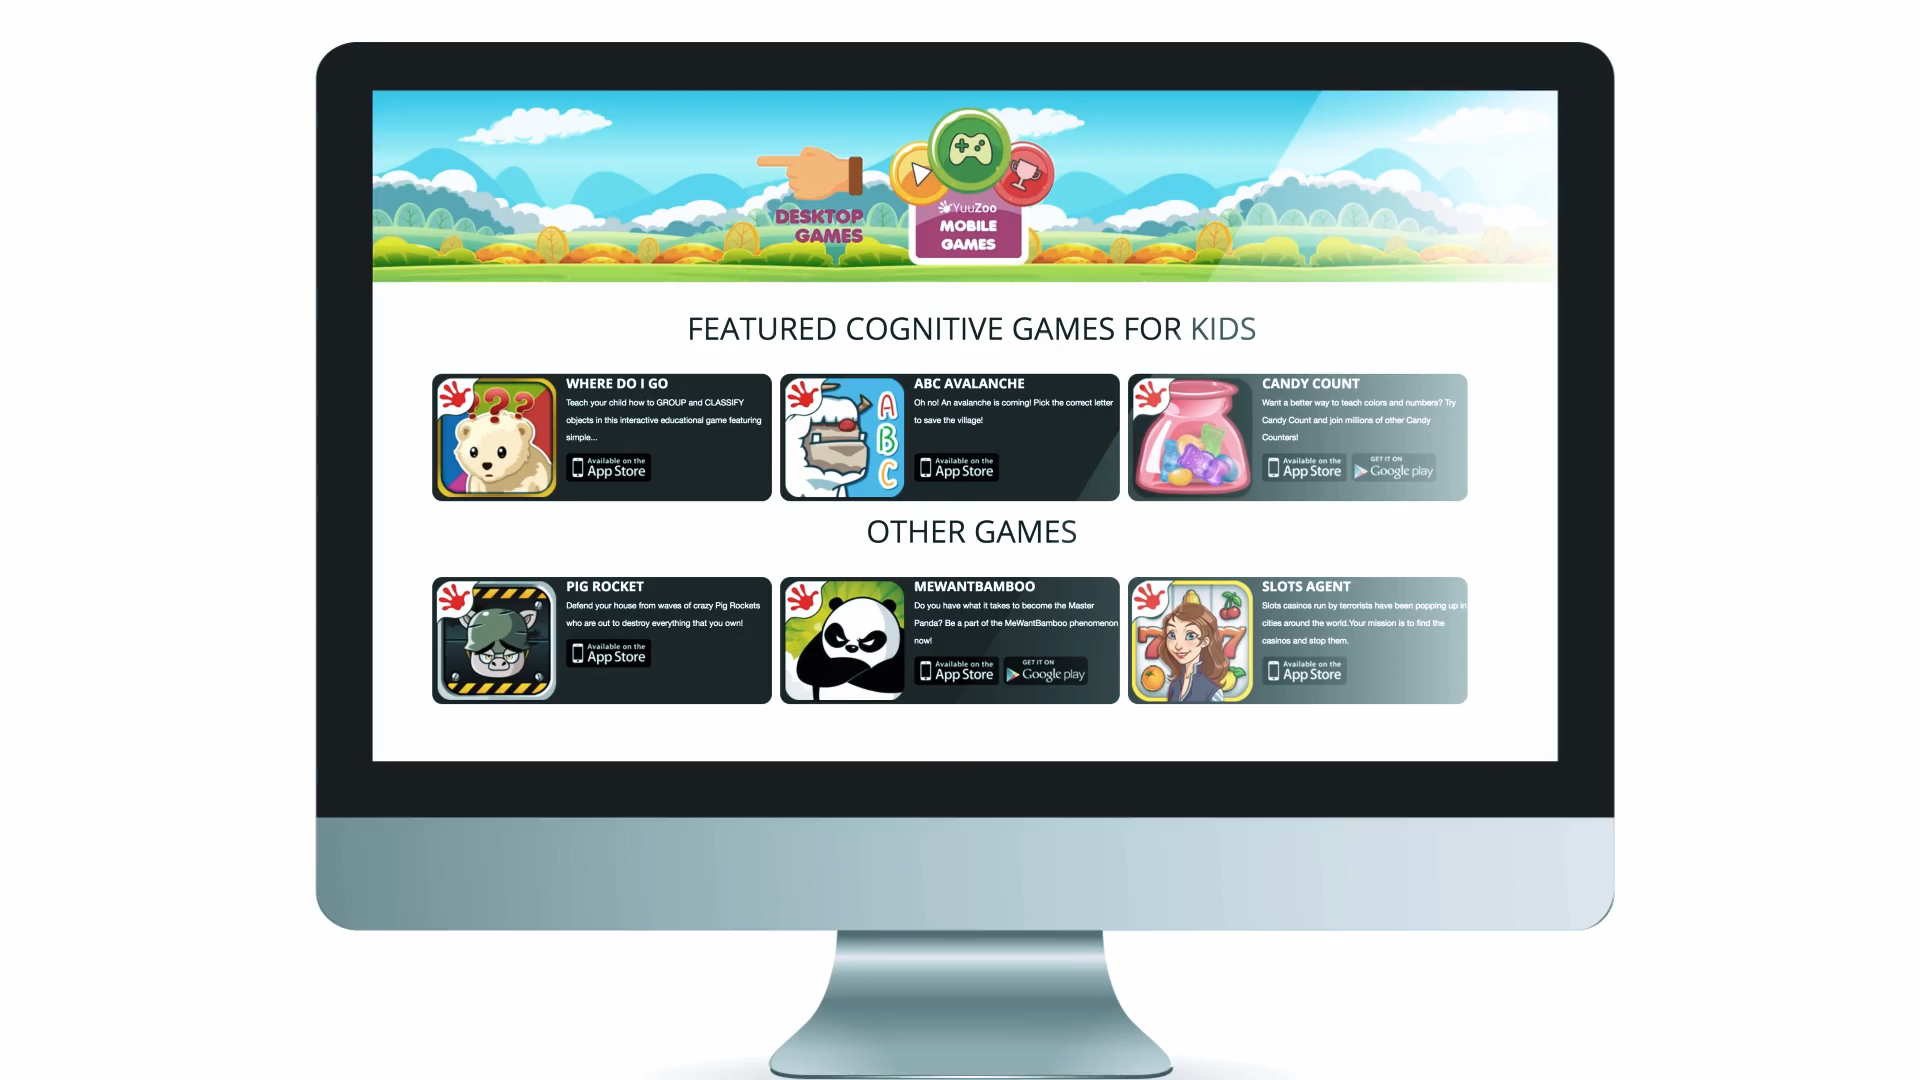 DESKTOP
GAMES
YuuZoo
MOBILE
GAMES
FEATURED COGNITIVE GAMES FOR KIDS
WHERE DO I GO
Teach your child how to GROUP and CLASSIFY
objects in this interactive educational game featuring
simple...
Available on the
App Store
ABC AVALANCHE
Oh no! An avalanche is coming! Pick the correct letter
to save the village!
Available on the
App Store
A
B
C
CANDY COUNT
Want a better way to teach colors and numbers? Try
Candy Count and join millions of other Candy
Counters!
Available on the
App Store
GET IT ON
Google play
OTHER GAMES
PIG ROCKET
Defend your house from waves of crazy Pig Rockets
who are out to destroy everything that you own!
Available on the
App Store
MEWANTBAMBOO
Do you have what it takes to become the Master
Panda? Be a part of the MeWantBamboo phenomenon
now!
Available on the
App Store
GET IT ON
Google play
SLOTS AGENT
Slots casinos run by terrorists have been popping up in
cities around the world.Your mission is to find the
casinos and stop them.
Available on the
App Store